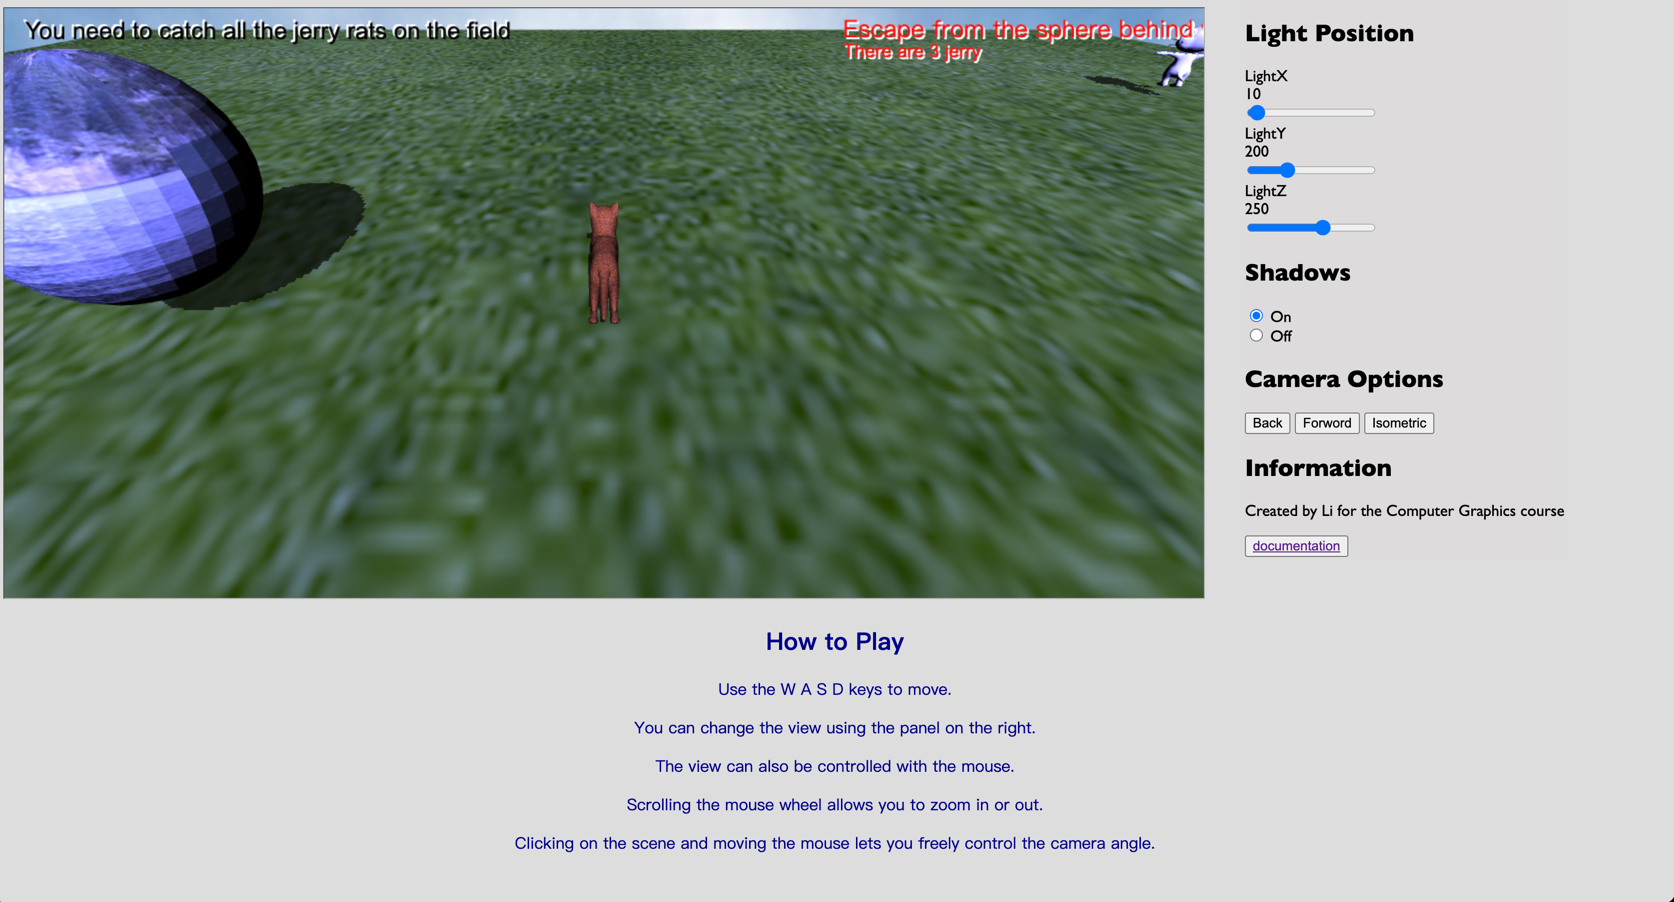 You need to catch all the jerry rats on the field
Escape from the sphere behind
There are 3 jerry
Light Position
LightX
10
LightY
200
LightZ
250
Shadows
On
Off
Camera Options
Back Forword Isometric
Information
Created by Li for the Computer Graphics course
documentation
How to Play
Use the W A S D keys to move.
You can change the view using the panel on the right.
The view can also be controlled with the mouse.
Scrolling the mouse wheel allows you to zoom in or out.
Clicking on the scene and moving the mouse lets you freely control the camera angle.